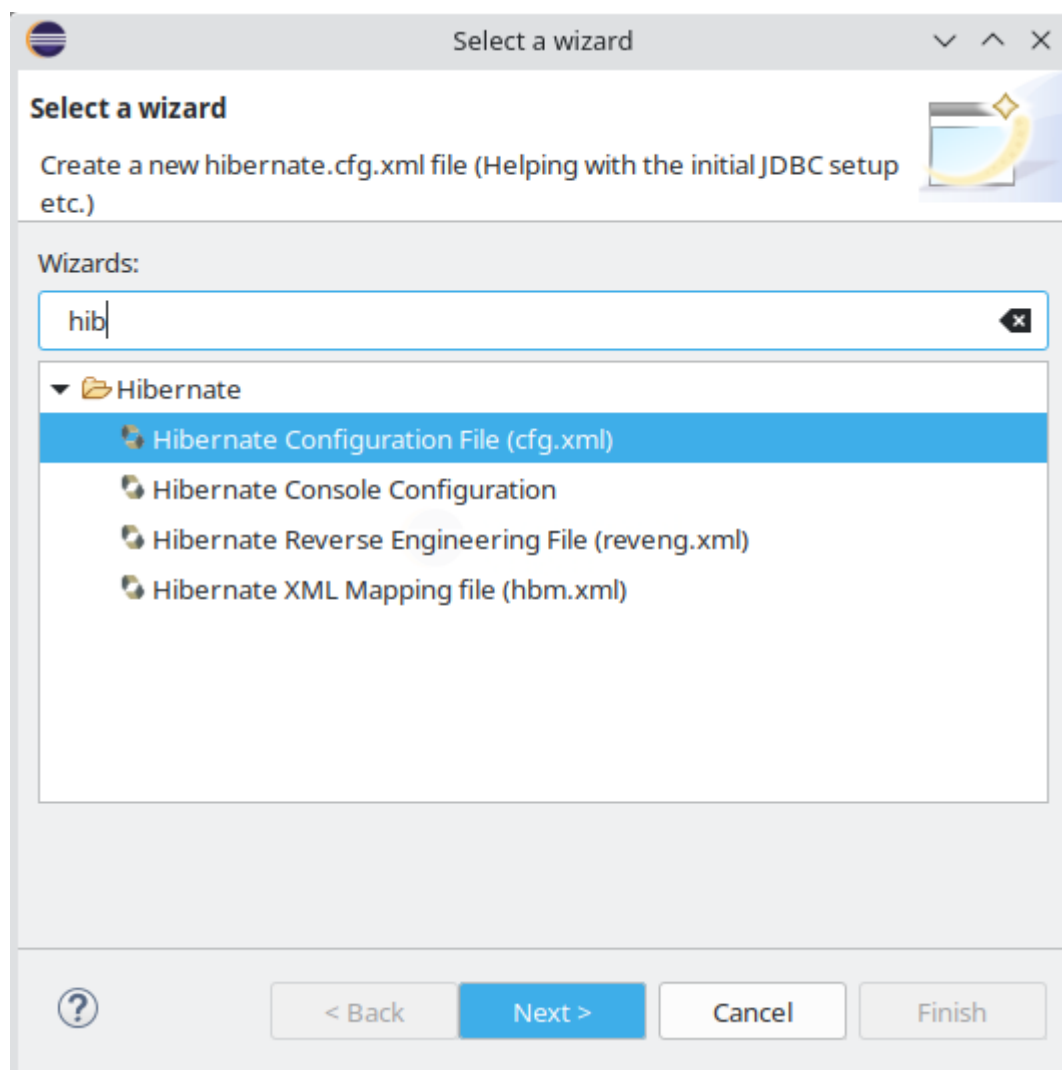 Select a wizard
Select a wizard
Create a new hibernate.cfg.xml file (Helping with the initial JDBC setup
etc.)
Wizards:
hib
Hibernate
Hibernate Configuration File (cfg.xml)
Hibernate Console Configuration
Hibernate Reverse Engineering File (reveng.xml)
Hibernate XML Mapping file (hbm.xml)
< Back Next > Cancel Finish